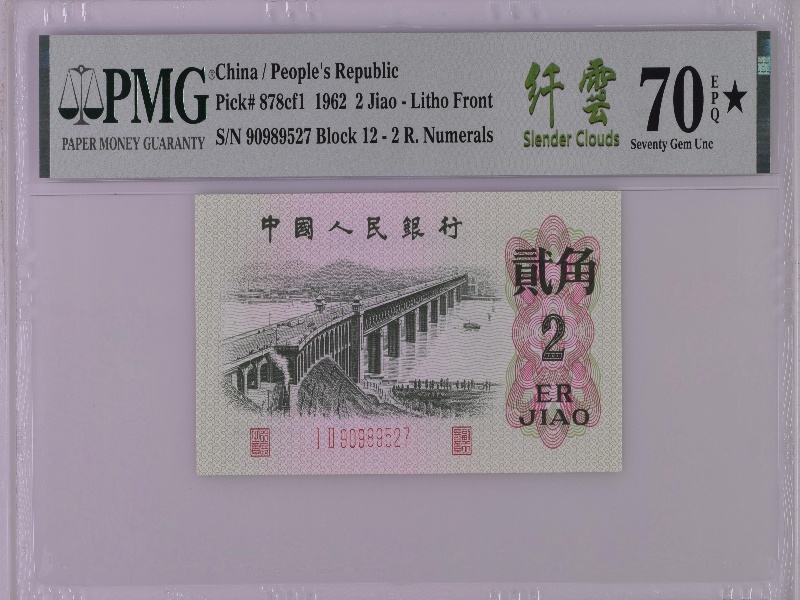 PMG
PAPER MONEY GUARANTY
®China / People's Republic
Pick# 878cf1 1962 2 Jiao - Litho Front
S/N 90989527 Block 12 - 2 R. Numerals
纤雲
Slender Clouds
70
EPQ
★
Seventy Gem Unc
中國人民銀行
貳角
2
ER
JIAO
I II 90989527